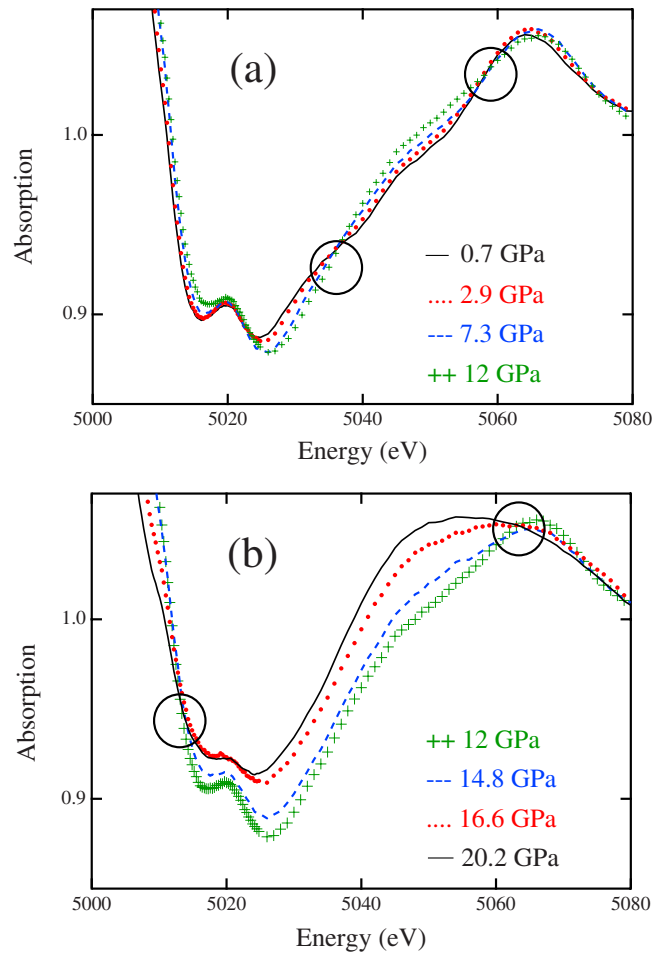 (a)
1.0
0.9
Absorption
— 0.7 GPa
.... 2.9 GPa
--- 7.3 GPa
++ 12 GPa
5000 5020 5040 5060 5080
Energy (eV)
(b)
1.0
0.9
Absorption
++ 12 GPa
--- 14.8 GPa
.... 16.6 GPa
— 20.2 GPa
5000 5020 5040 5060 5080
Energy (eV)